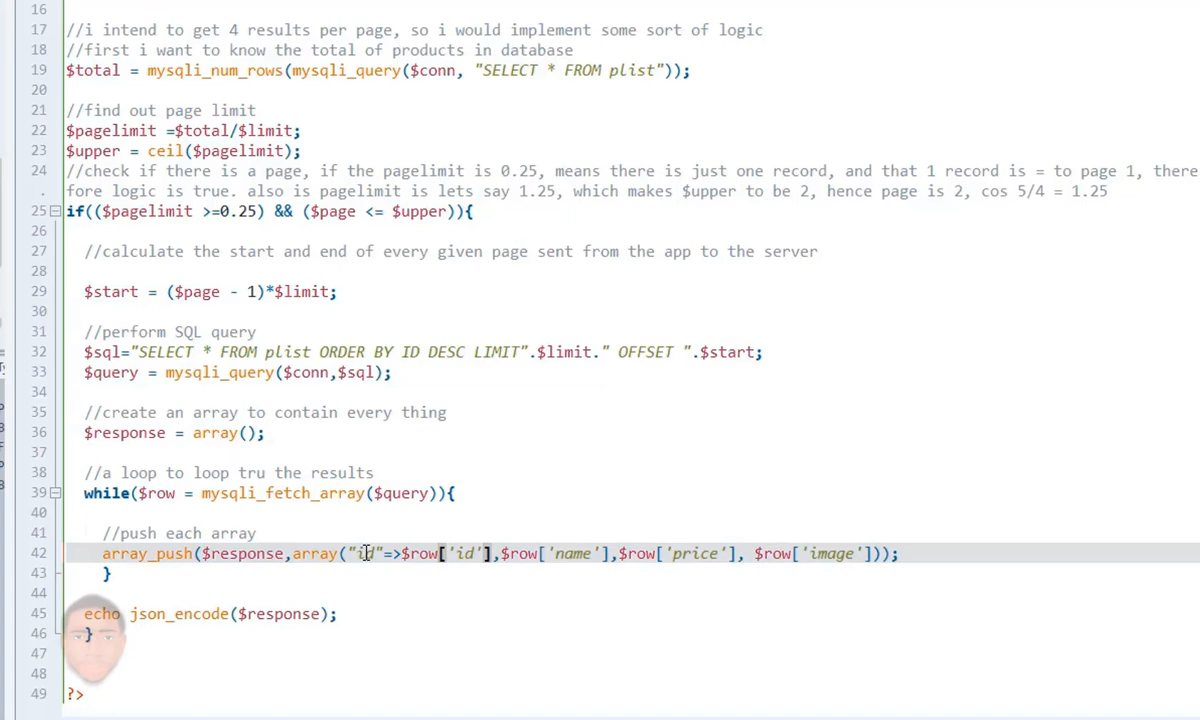 16
17 //i intend to get 4 results per page, so i would implement some sort of logic
18 //first i want to know the total of products in database
19 $total = mysqli_num_rows(mysqli_query($conn, "SELECT * FROM plist"));
20
21 //find out page limit
22 $pagelimit =$total/$limit;
23 $upper = ceil($pagelimit);
24 //check if there is a page, if the pagelimit is 0.25, means there is just one record, and that 1 record is = to page 1, there
. fore logic is true. also is pagelimit is lets say 1.25, which makes $upper to be 2, hence page is 2, cos 5/4 = 1.25
25 if(($pagelimit >=0.25) && ($page <= $upper)){
26
27 //calculate the start and end of every given page sent from the app to the server
28
29 $start = ($page - 1)*$limit;
30
31 //perform SQL query
32 $sql="SELECT * FROM plist ORDER BY ID DESC LIMIT".$limit." OFFSET ".$start;
33 $query = mysqli_query($conn,$sql);
34
35 //create an array to contain every thing
36 $response = array();
37
38 //a loop to loop tru the results
39 while($row = mysqli_fetch_array($query)){
40
41 //push each array
42 array_push($response,array("id"=>$row['id'],$row['name'],$row['price'], $row['image']));
43 }
44
45 echo json_encode($response);
46 }
47
48
49 ?>